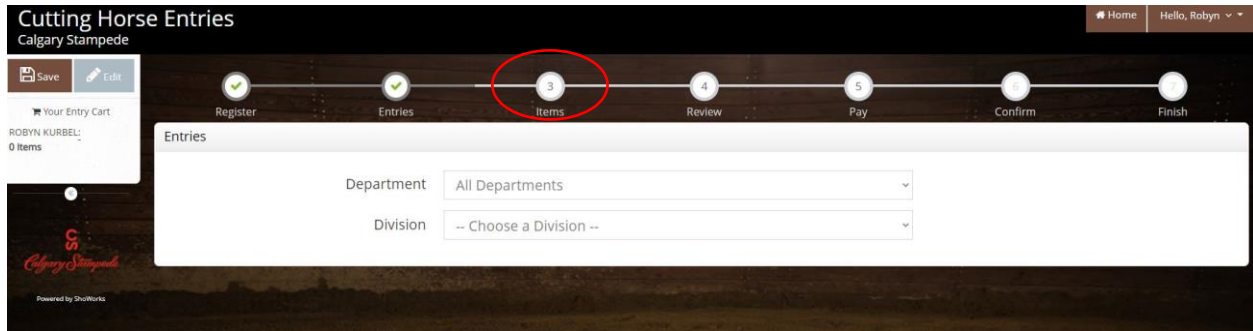 Cutting Horse Entries
Calgary Stampede
Home
Hello, Robyn
Save
Edit
Your Entry Cart
ROBYN KURBEL:
0 Items
3
4
5
6
7
Register
Entries
Items
Review
Pay
Confirm
Finish
Entries
Department
All Departments
Division
-- Choose a Division --
CS
Calgary Stampede
Powered by ShoWorks